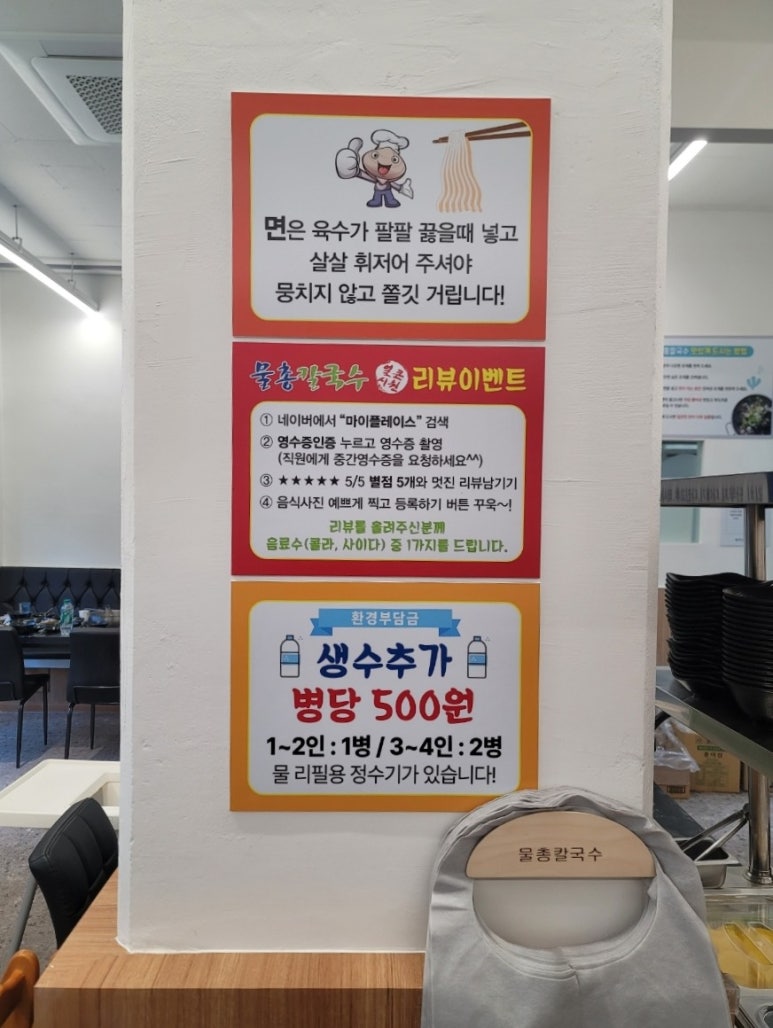 면은 육수가 팔팔 끓을때 넣고
살살 휘저어 주셔야
뭉치지 않고 쫄깃 거립니다!
물총칼국수 리뷰이벤트
① 네이버에서 “마이플레이스” 검색
② 영수증인증 누르고 영수증 촬영
(직원에게 중간영수증을 요청하세요^^)
③ ★★★★★ 5/5 별점 5개와 멋진 리뷰남기기
④ 음식사진 예쁘게 찍고 등록하기 버튼 꾸욱~!
리뷰를 올려주신분께
음료수(콜라, 사이다) 중 1가지를 드립니다.
환경부담금
생수추가
병당 500원
1~2인 : 1병 / 3~4인 : 2병
물 리필용 정수기가 있습니다!
물총칼국수